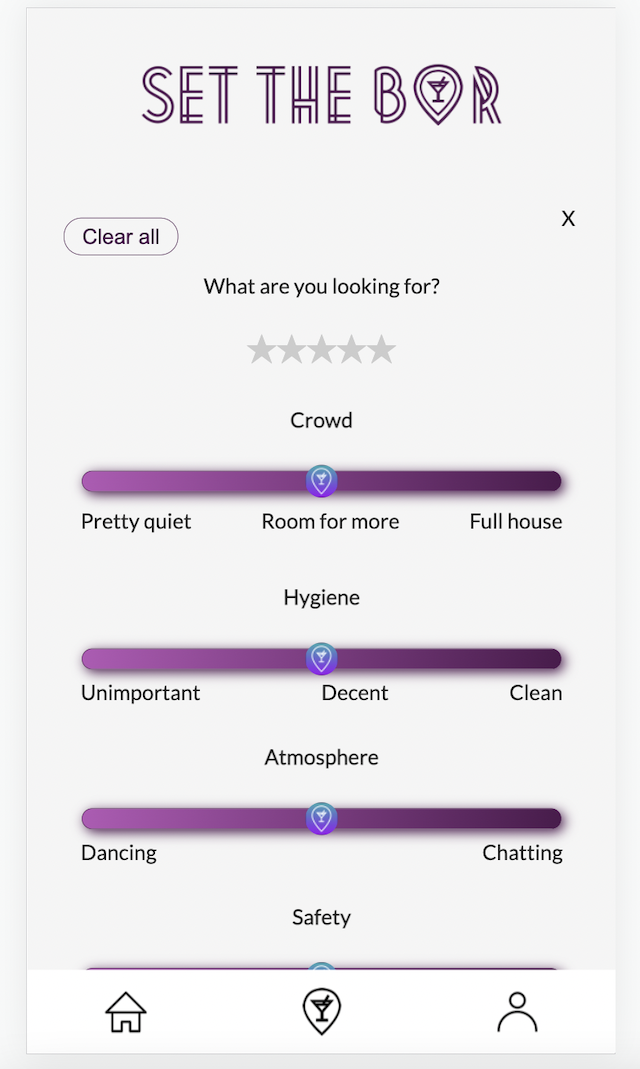 SET THE BAR
X
Clear all
What are you looking for?
Crowd
Pretty quiet Room for more Full house
Hygiene
Unimportant Decent Clean
Atmosphere
Dancing Chatting
Safety